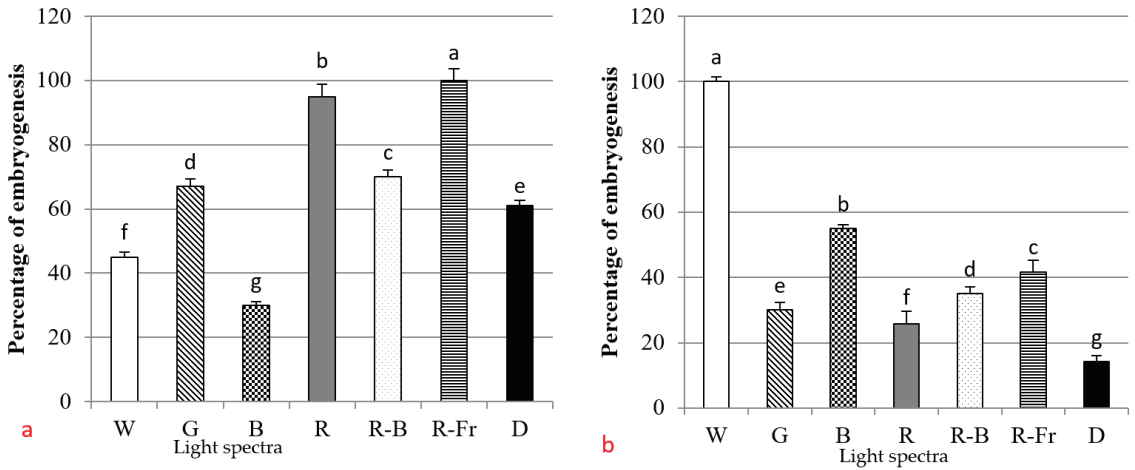 Percentage of embryogenesis
120
100
80
60
40
20
0
f
d
g
b
c
a
e
W G B R R-B R-Fr D
Light spectra
a
Percentage of embryogenesis
120
100
80
60
40
20
0
a
e
b
f
d
c
g
W G B R R-B R-Fr D
Light spectra
b